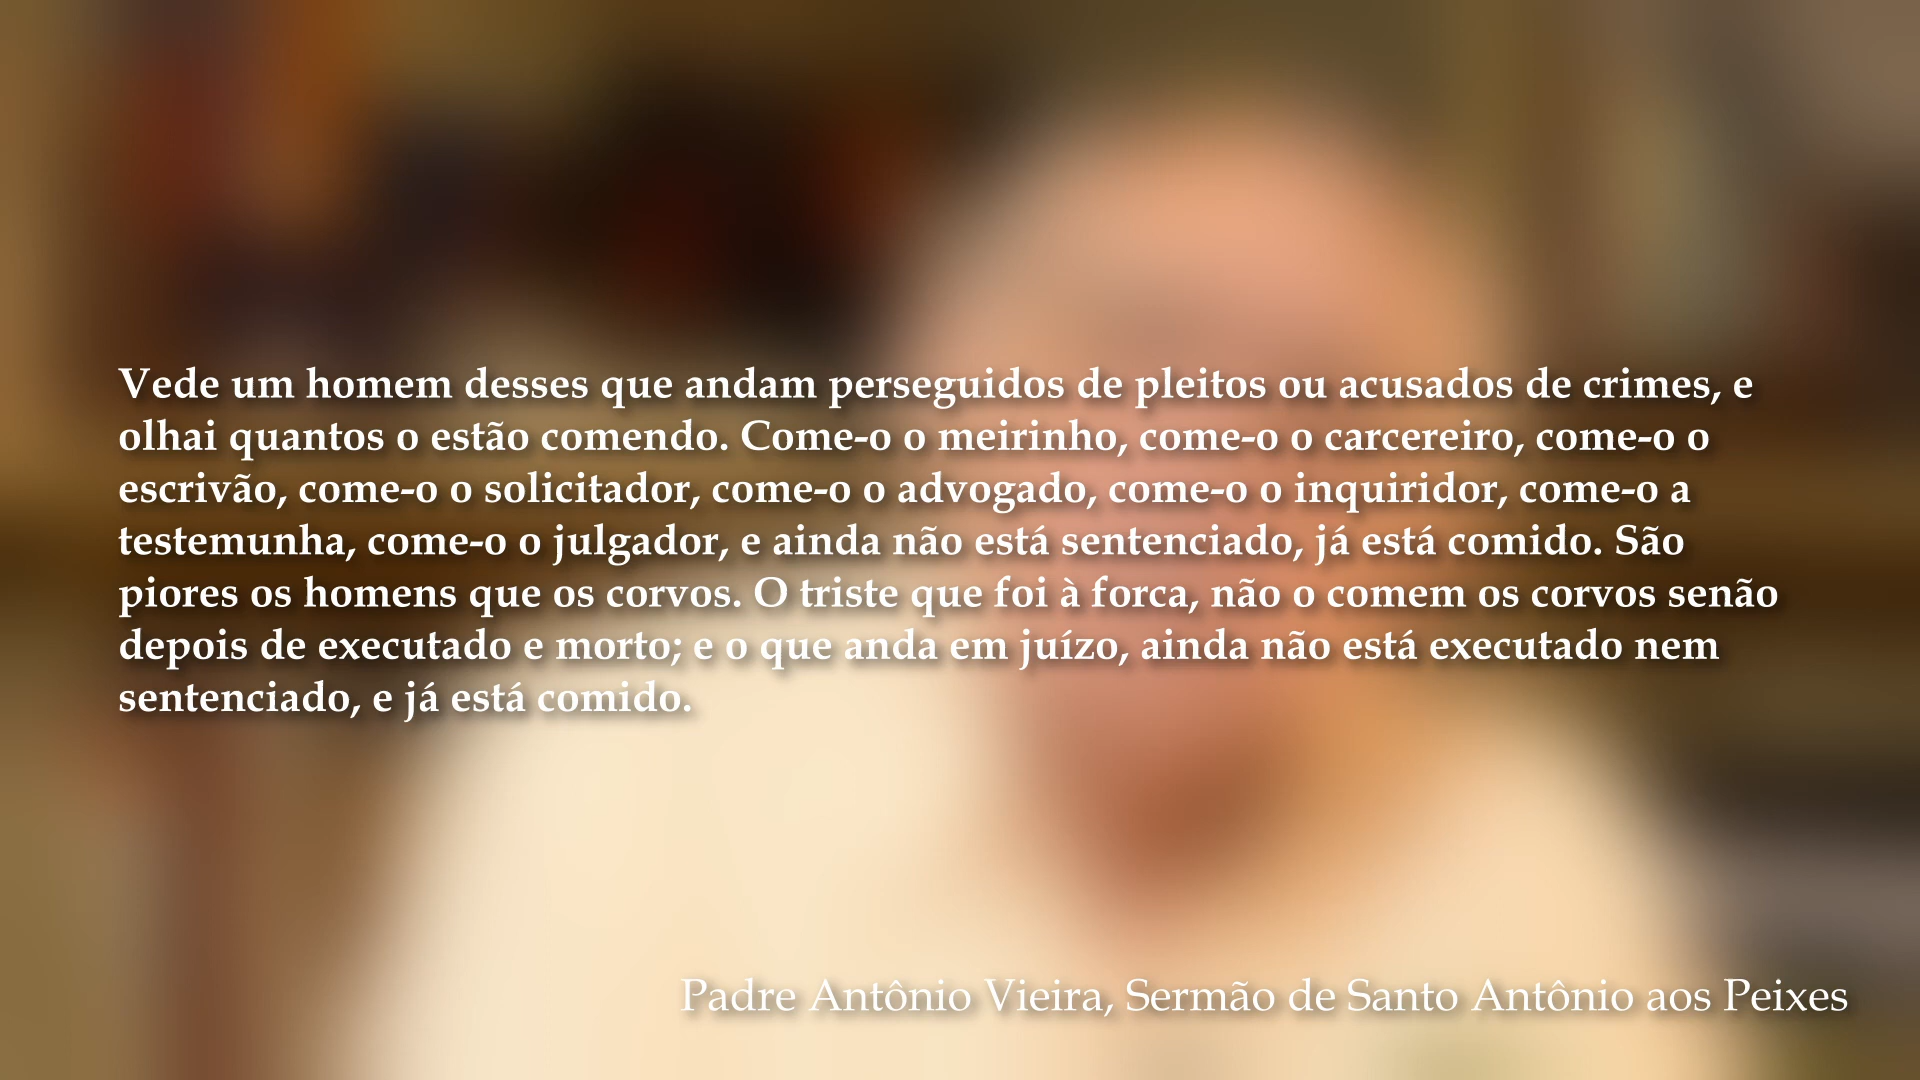 Vede um homem desses que andam perseguidos de pleitos ou acusados de crimes, e
olhai quantos o estão comendo. Come-o o meirinho, come-o o carcereiro, come-o o
escrivão, come-o o solicitador, come-o o advogado, come-o o inquiridor, come-o a
testemunha, come-o o julgador, e ainda não está sentenciado, já está comido. São
piores os homens que os corvos. O triste que foi à forca, não o comem os corvos senão
depois de executado e morto; e o que anda em juízo, ainda não está executado nem
sentenciado, e já está comido.
Padre Antônio Vieira, Sermão de Santo Antônio aos Peixes